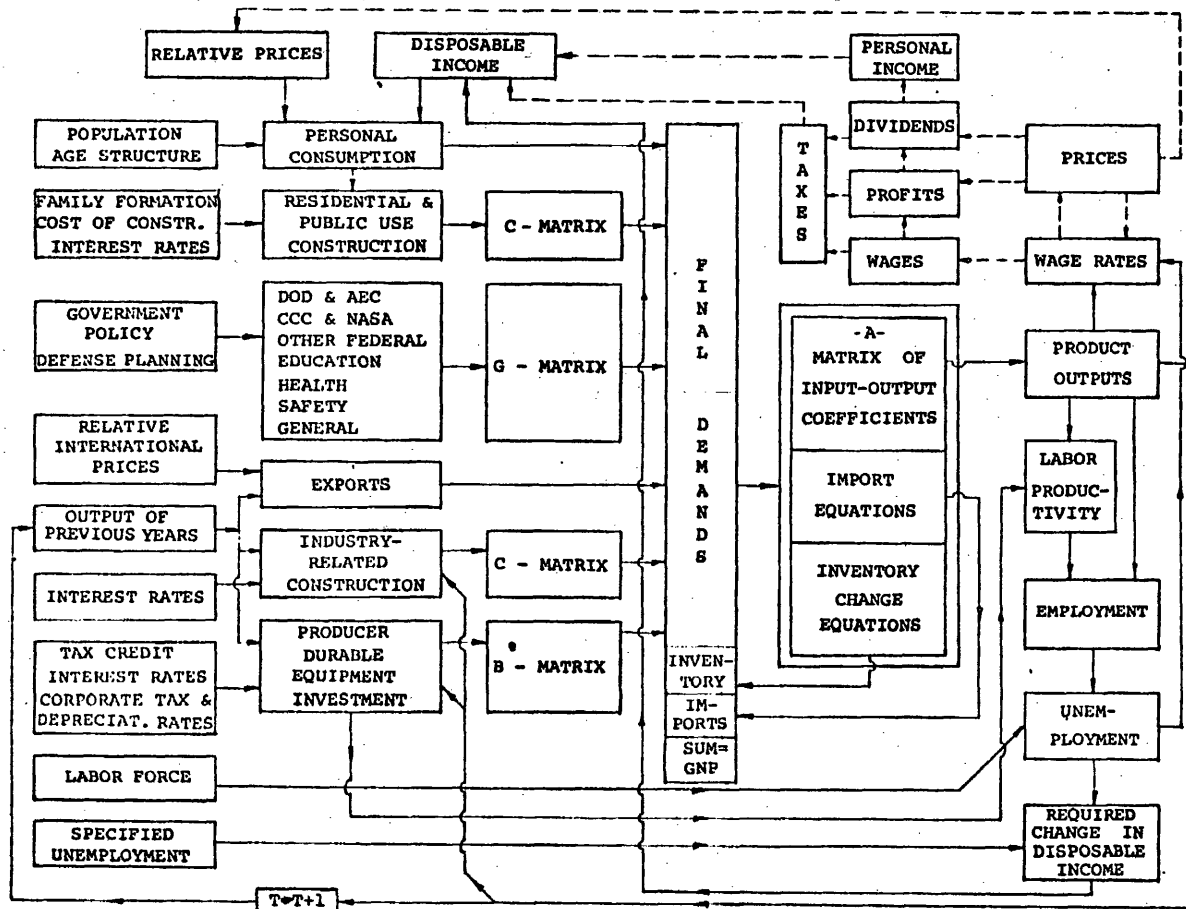 RELATIVE PRICES
DISPOSABLE
INCOME
PERSONAL
INCOME
POPULATION
AGE STRUCTURE
PERSONAL
CONSUMPTION
TAXES
DIVIDENDS
PROFITS
WAGES
PRICES
WAGE RATES
FAMILY FORMATION
COST OF CONSTR.
INTEREST RATES
RESIDENTIAL &
PUBLIC USE
CONSTRUCTION
C - MATRIX
GOVERNMENT
POLICY
DEFENSE PLANNING
DOD & AEC
CCC & NASA
OTHER FEDERAL
EDUCATION
HEALTH
SAFETY
GENERAL
G - MATRIX
FINAL
DEMANDS
-A-
MATRIX OF
INPUT-OUTPUT
COEFFICIENTS
PRODUCT
OUTPUTS
RELATIVE
INTERNATIONAL
PRICES
EXPORTS
IMPORT
EQUATIONS
LABOR
PRODUC-
TIVITY
OUTPUT OF
PREVIOUS YEARS
INDUSTRY-
RELATED
CONSTRUCTION
C - MATRIX
INTEREST RATES
INVENTORY
CHANGE
EQUATIONS
EMPLOYMENT
TAX CREDIT
INTEREST RATES
CORPORATE TAX &
DEPRECIAT. RATES
PRODUCER
DURABLE
EQUIPMENT
INVESTMENT
B - MATRIX
INVEN-
TORY
IM-
PORTS
SUM=
GNP
UNEM-
PLOYMENT
LABOR FORCE
SPECIFIED
UNEMPLOYMENT
REQUIRED
CHANGE IN
DISPOSABLE
INCOME
T=T+1